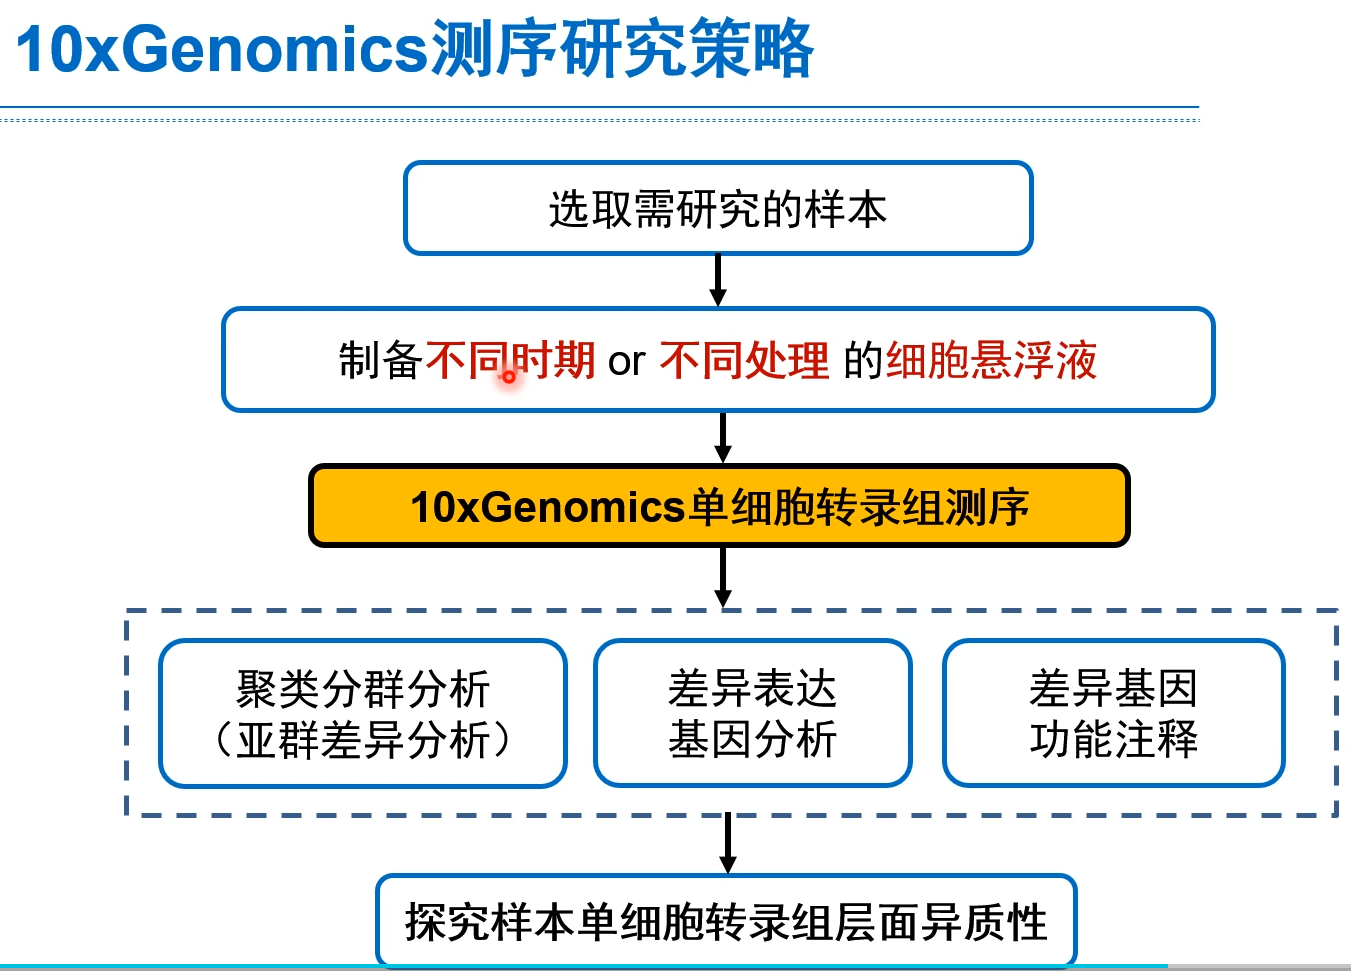 10xGenomics测序研究策略
选取需研究的样本
制备不同时期 or 不同处理 的细胞悬浮液
10xGenomics单细胞转录组测序
聚类分群分析
（亚群差异分析）
差异表达
基因分析
差异基因
功能注释
探究样本单细胞转录组层面异质性